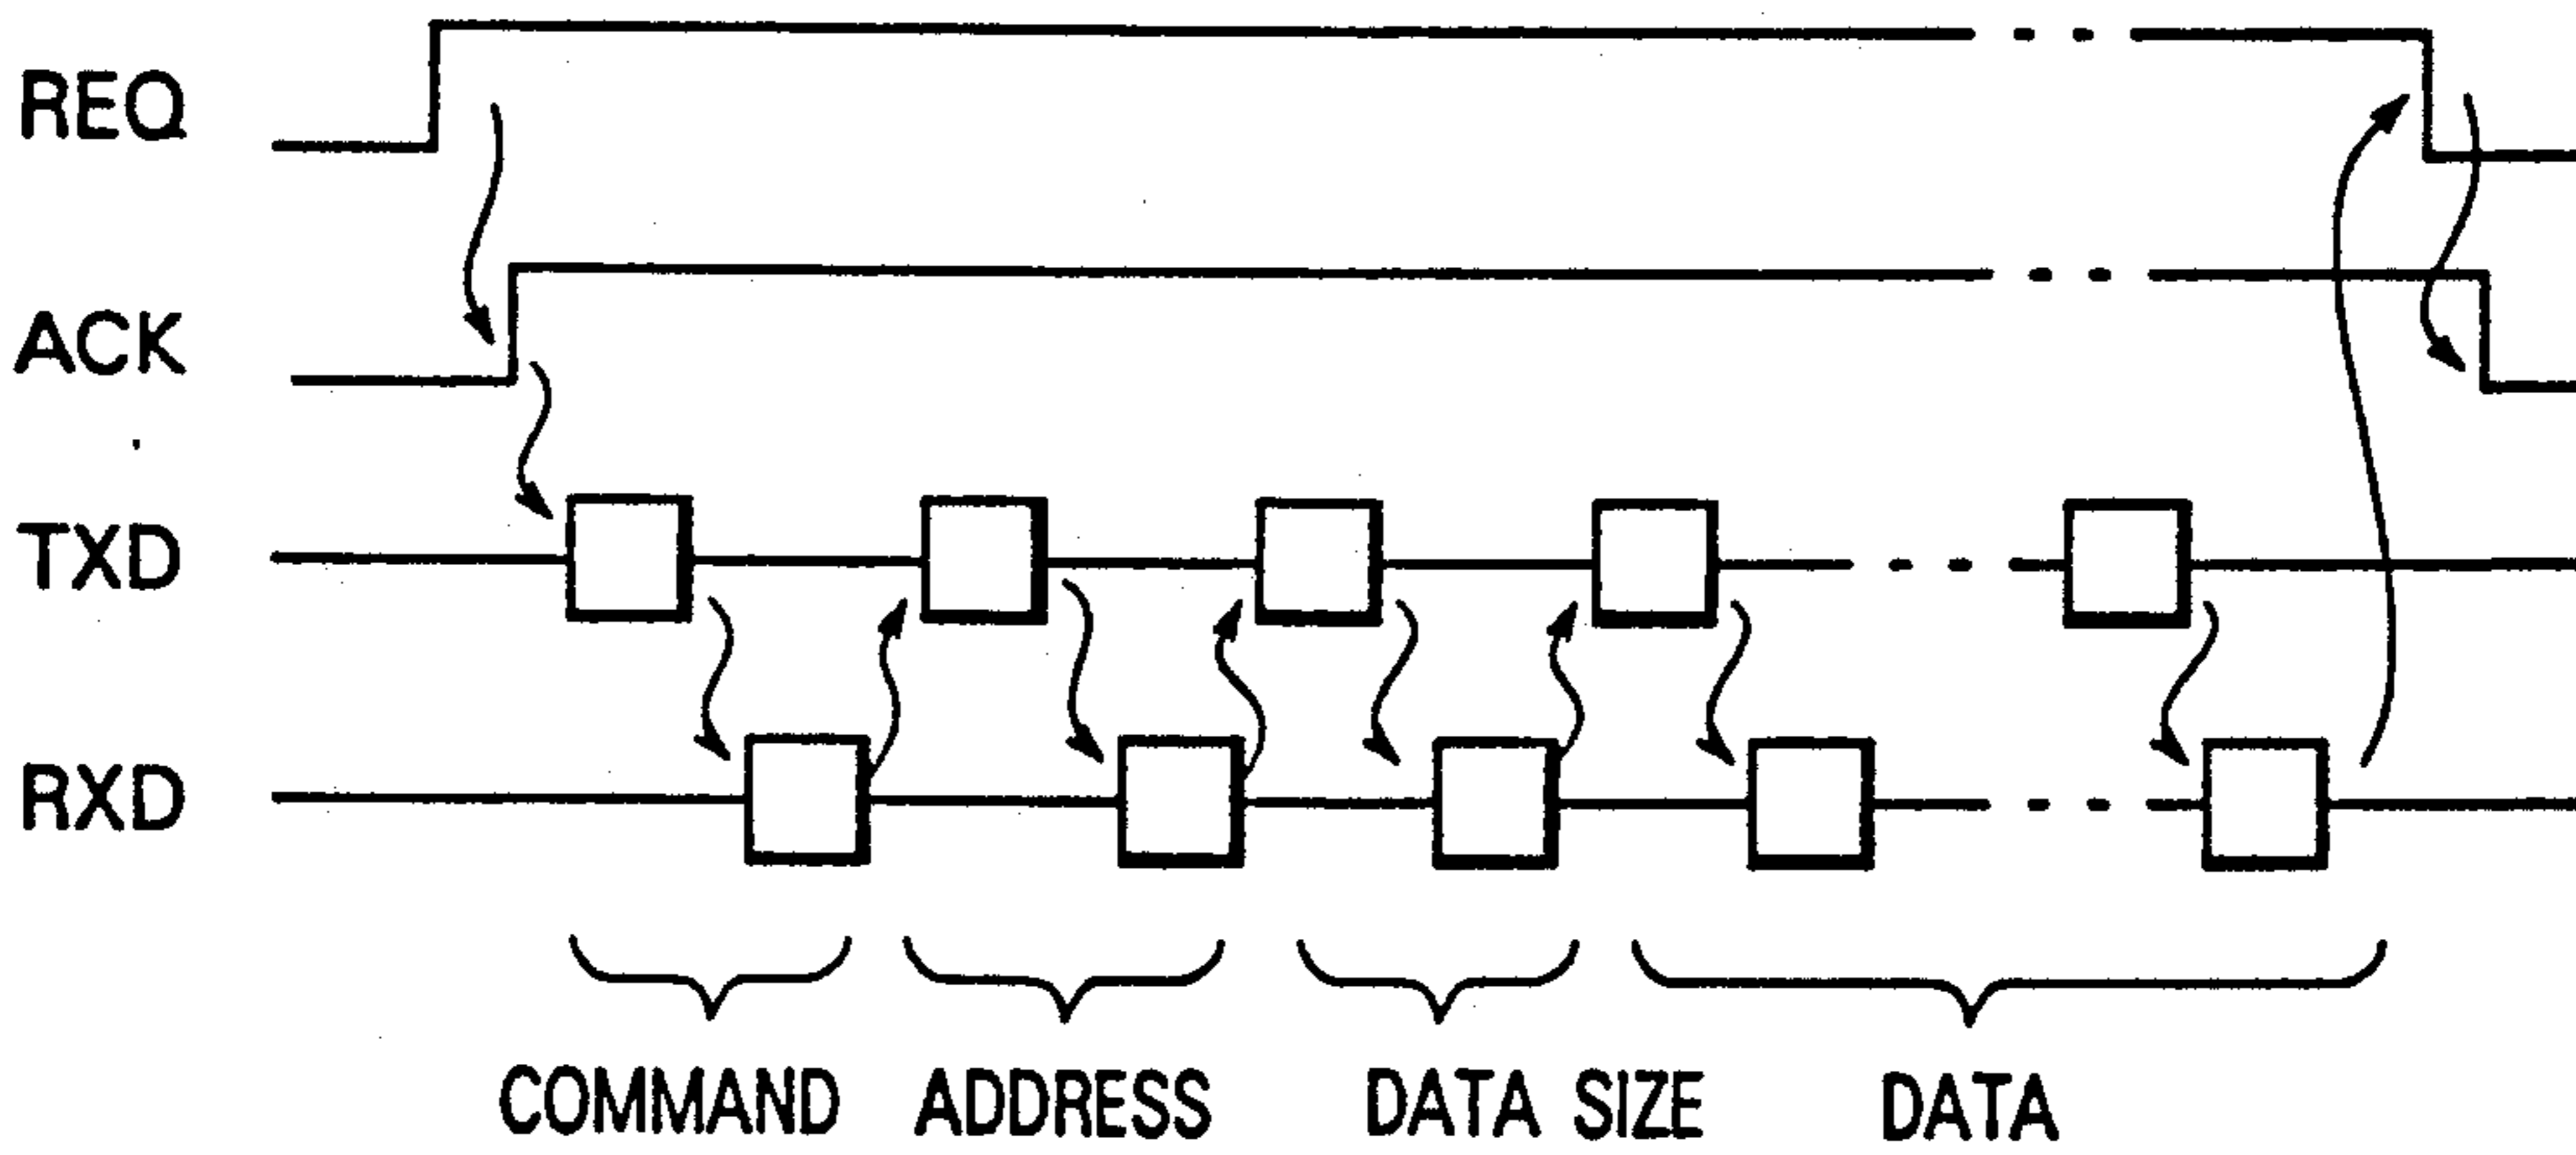 REQ
ACK
TXD
RXD
COMMAND ADDRESS DATA SIZE DATA